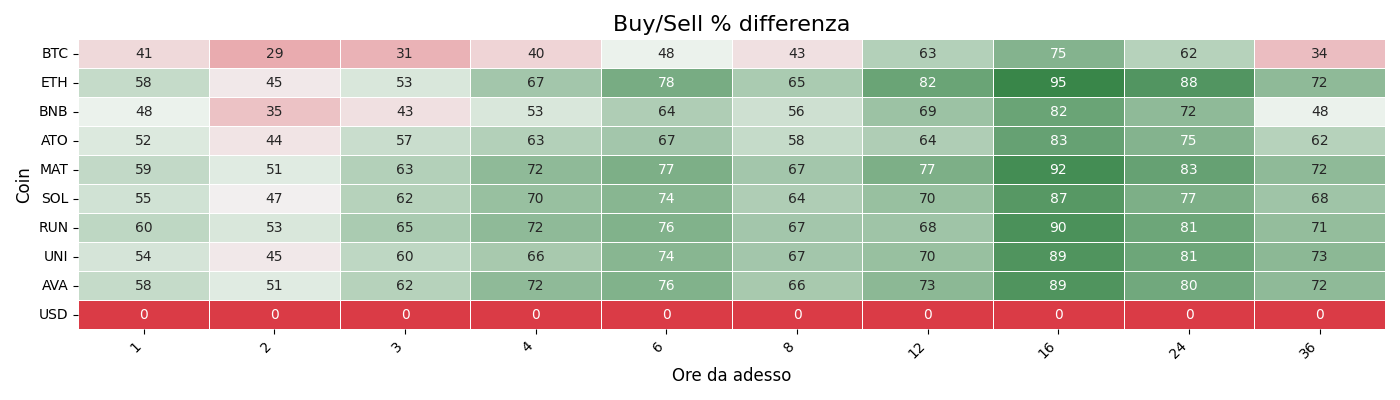 Buy/Sell % differenza
Coin
BTC 41 29 31 40 48 43 63 75 62 34
ETH 58 45 53 67 78 65 82 95 88 72
BNB 48 35 43 53 64 56 69 82 72 48
ATO 52 44 57 63 67 58 64 83 75 62
MAT 59 51 63 72 77 67 77 92 83 72
SOL 55 47 62 70 74 64 70 87 77 68
RUN 60 53 65 72 76 67 68 90 81 71
UNI 54 45 60 66 74 67 70 89 81 73
AVA 58 51 62 72 76 66 73 89 80 72
USD 0 0 0 0 0 0 0 0 0 0
1 2 3 4 6 8 12 16 24 36
Ore da adesso